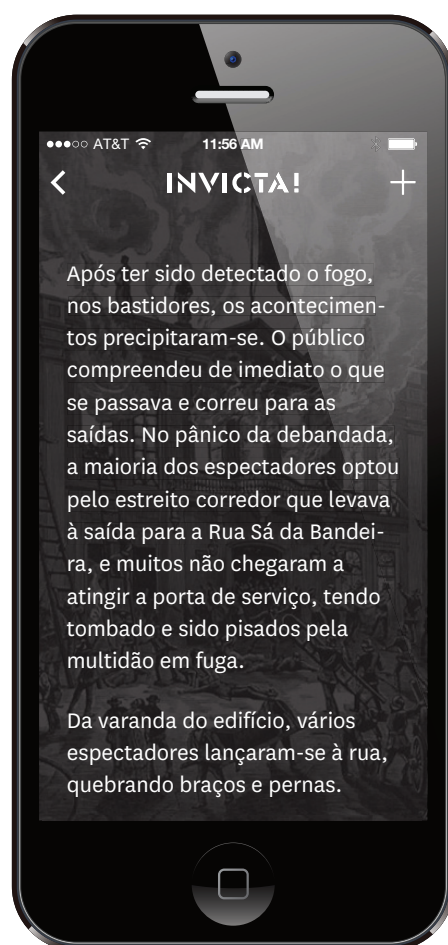 AT&T 11:56 AM
INVICTA!
Após ter sido detectado o fogo,
nos bastidores, os acontecimen-
tos precipitaram-se. O público
compreendeu de imediato o que
se passava e correu para as
saídas. No pânico da debandada,
a maioria dos espectadores optou
pelo estreito corredor que levava
à saída para a Rua Sá da Bandei-
ra, e muitos não chegaram a
atingir a porta de serviço, tendo
tombado e sido pisados pela
multidão em fuga.
Da varanda do edifício, vários
espectadores lançaram-se à rua,
quebrando braços e pernas.